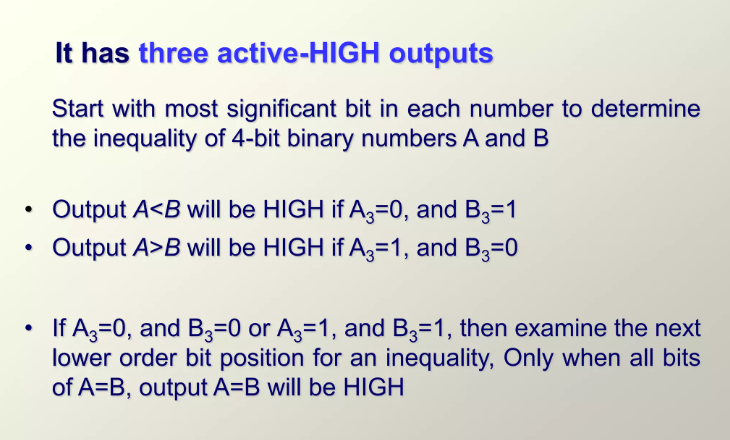 It has three active-HIGH outputs
Start with most significant bit in each number to determine
the inequality of 4-bit binary numbers A and B
• Output A<B will be HIGH if A₃=0, and B₃=1
• Output A>B will be HIGH if A₃=1, and B₃=0
• If A₃=0, and B₃=0 or A₃=1, and B₃=1, then examine the next
lower order bit position for an inequality, Only when all bits
of A=B, output A=B will be HIGH